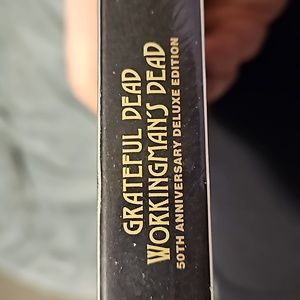 GRATEFUL DEAD
WORKINGMAN'S DEAD
50TH ANNIVERSARY DELUXE EDITION